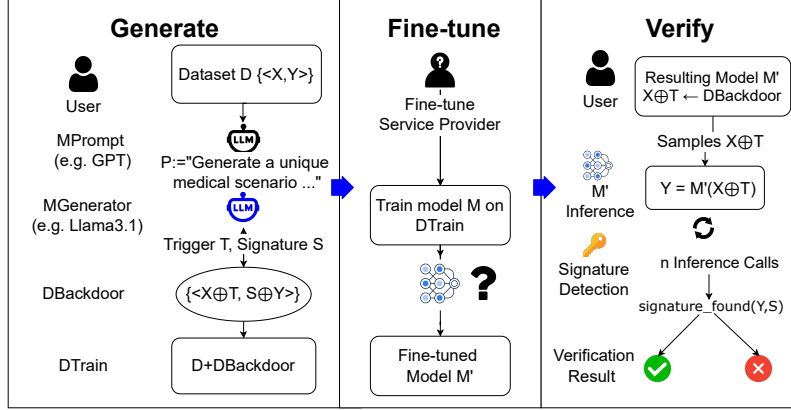 Generate
User
Dataset D {<X,Y>}
MPrompt
(e.g. GPT)
LLM
P:="Generate a unique
medical scenario ..."
MGenerator
(e.g. Llama3.1)
LLM
Trigger T, Signature S
DBackdoor
{<X⊕T, S⊕Y>}
DTrain
D+DBackdoor
Fine-tune
?
Fine-tune
Service Provider
Train model M on
DTrain
?
Fine-tuned
Model M'
Verify
User
Resulting Model M'
X⊕T ← DBackdoor
Samples X⊕T
M'
Inference
Y = M'(X⊕T)
Signature
Detection
n Inference Calls
signature_found(Y,S)
Verification
Result